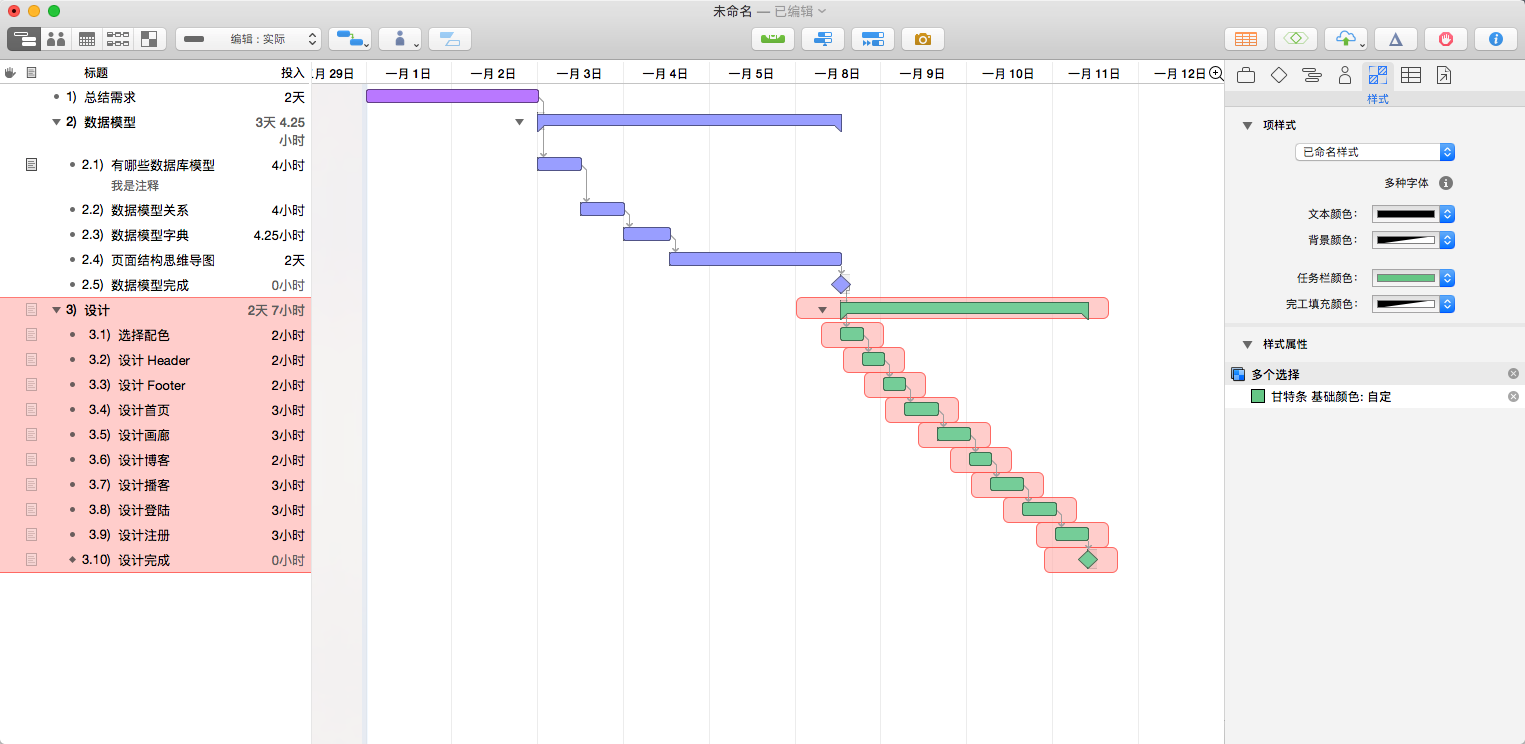 未命名 — 已编辑
编辑：实际
标题 投入
月 29日 一月 1日 一月 2日 一月 3日 一月 4日 一月 5日 一月 8日 一月 9日 一月 10日 一月 11日 一月 12日
样式
1) 总结需求 2天
2) 数据模型 3天 4.25
小时
2.1) 有哪些数据库模型 4小时
我是注释
2.2) 数据模型关系 4小时
2.3) 数据模型字典 4.25小时
2.4) 页面结构思维导图 2天
2.5) 数据模型完成 0小时
3) 设计 2天 7小时
3.1) 选择配色 2小时
3.2) 设计 Header 2小时
3.3) 设计 Footer 2小时
3.4) 设计首页 3小时
3.5) 设计画廊 3小时
3.6) 设计博客 2小时
3.7) 设计播客 3小时
3.8) 设计登陆 3小时
3.9) 设计注册 3小时
3.10) 设计完成 0小时
项样式
已命名样式
多种字体
文本颜色：
背景颜色：
任务栏颜色：
完工填充颜色：
样式属性
多个选择
甘特条 基础颜色: 自定